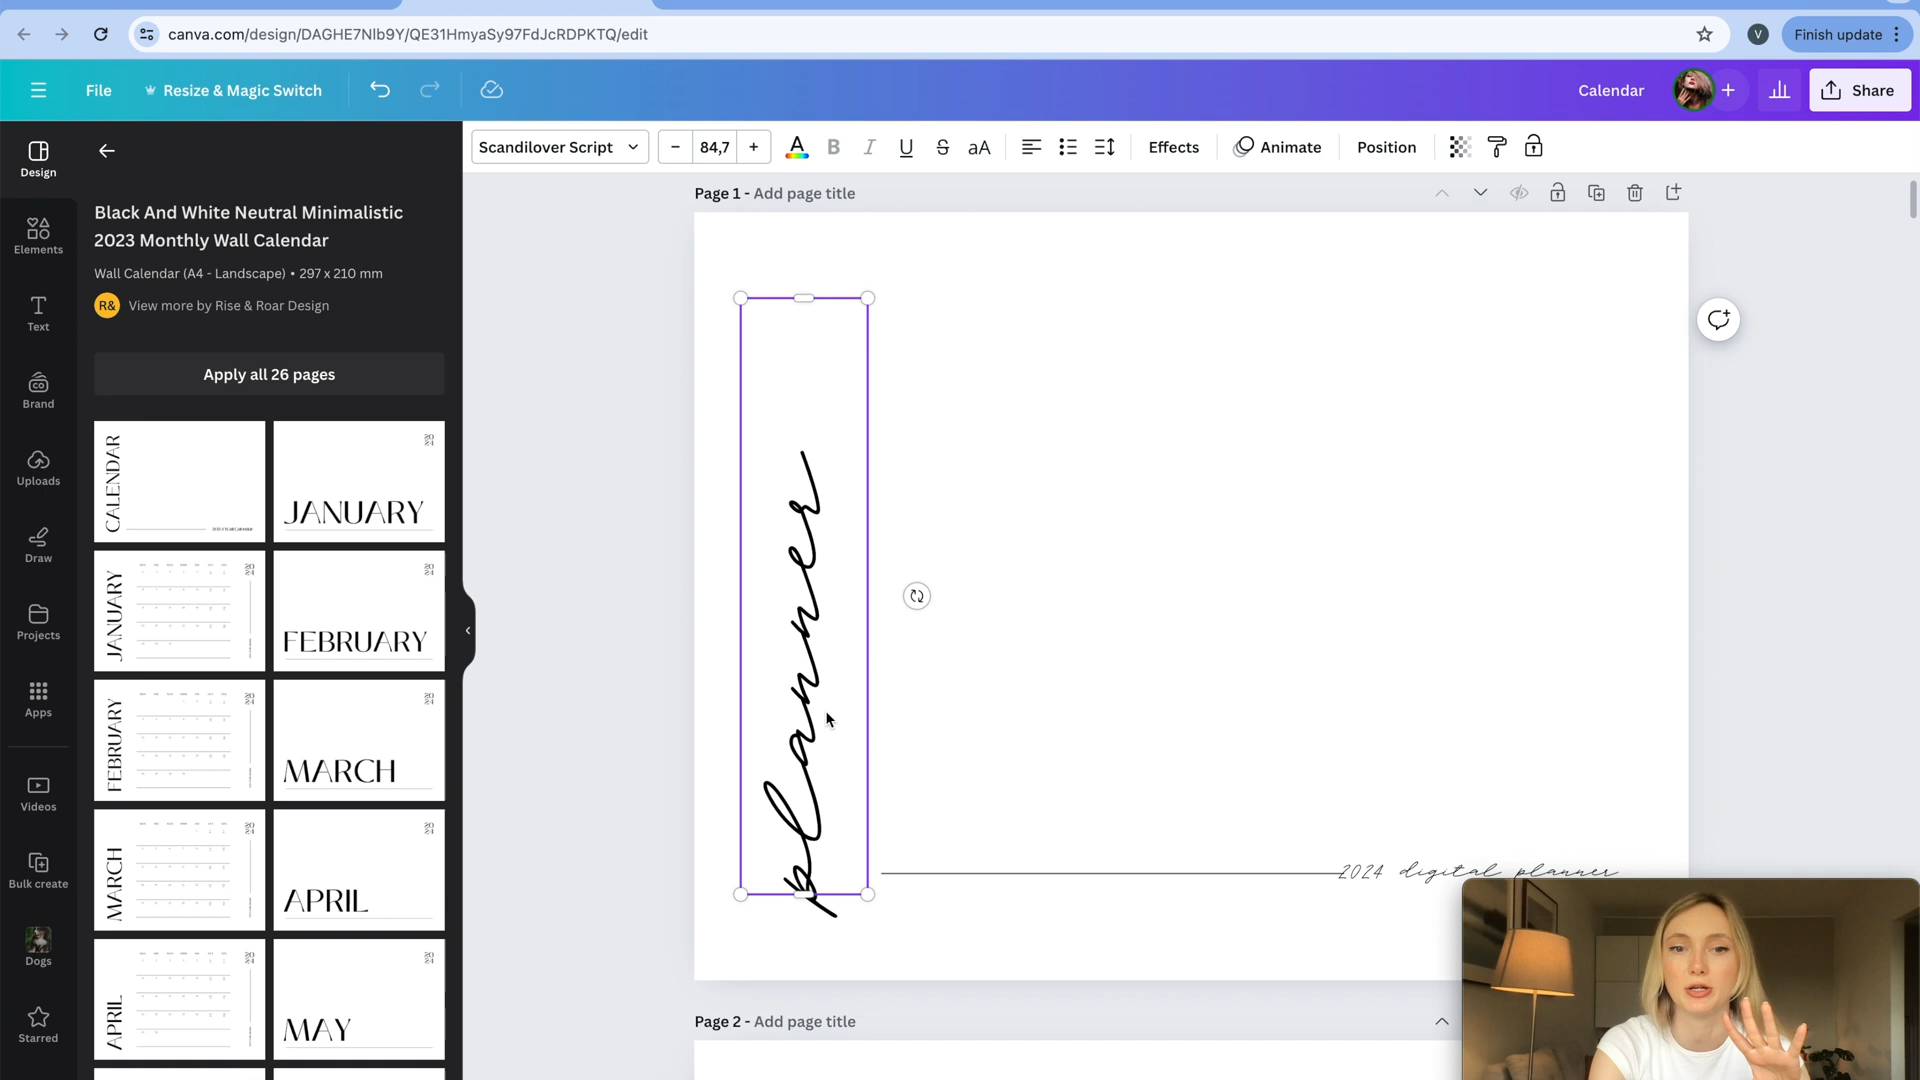 canva.com/design/DAGHE7Nlb9Y/QE31HmyaSy97FdJcRDPKTQ/edit
V
Finish update
File
Resize & Magic Switch
Calendar
Share
Design
Elements
Text
Brand
Uploads
Draw
Projects
Apps
Videos
Bulk create
Dogs
Starred
Black And White Neutral Minimalistic
2023 Monthly Wall Calendar
Wall Calendar (A4 - Landscape) • 297 x 210 mm
R&
View more by Rise & Roar Design
Apply all 26 pages
CALENDAR
JANUARY
JANUARY
FEBRUARY
FEBRUARY
MARCH
MARCH
APRIL
APRIL
MAY
Scandilover Script
84,7
A
B
I
U
S
aA
Effects
Animate
Position
Page 1 - Add page title
planner
2024 digital planner
Page 2 - Add page title